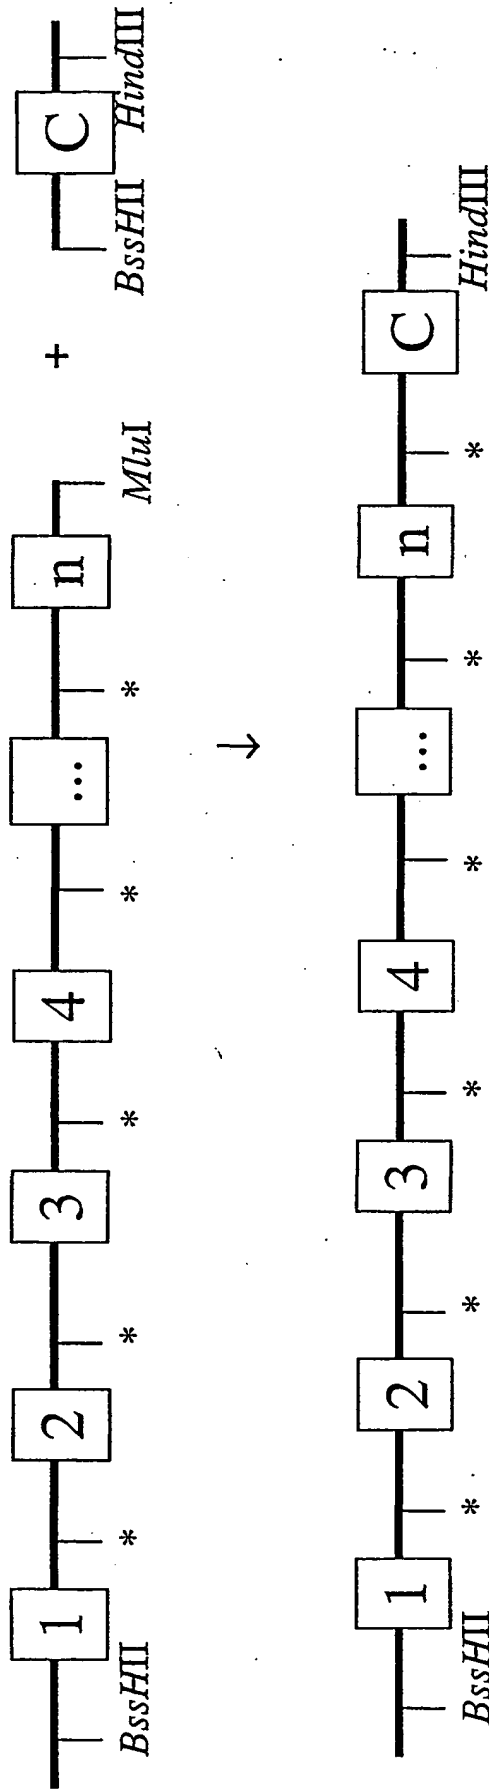 1 2 3 4 ... n + C
BssHII * * * * * MluI BssHII HindIII
↓
1 2 3 4 ... n C
BssHII * * * * * * HindIII